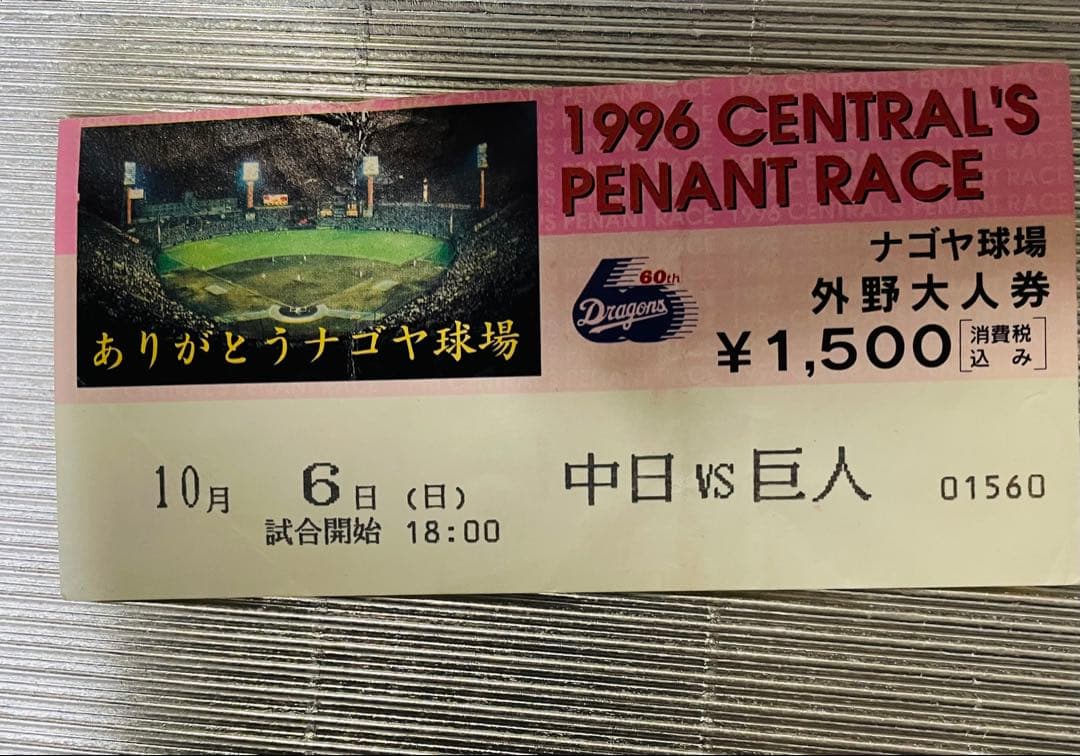 1996 CENTRAL'S
PENANT RACE
ナゴヤ球場
60th
Dragons
外野大人券
¥1,500 [消費税込み]
ありがとうナゴヤ球場
10月 6日 (日)
中日 VS 巨人 01560
試合開始 18:00